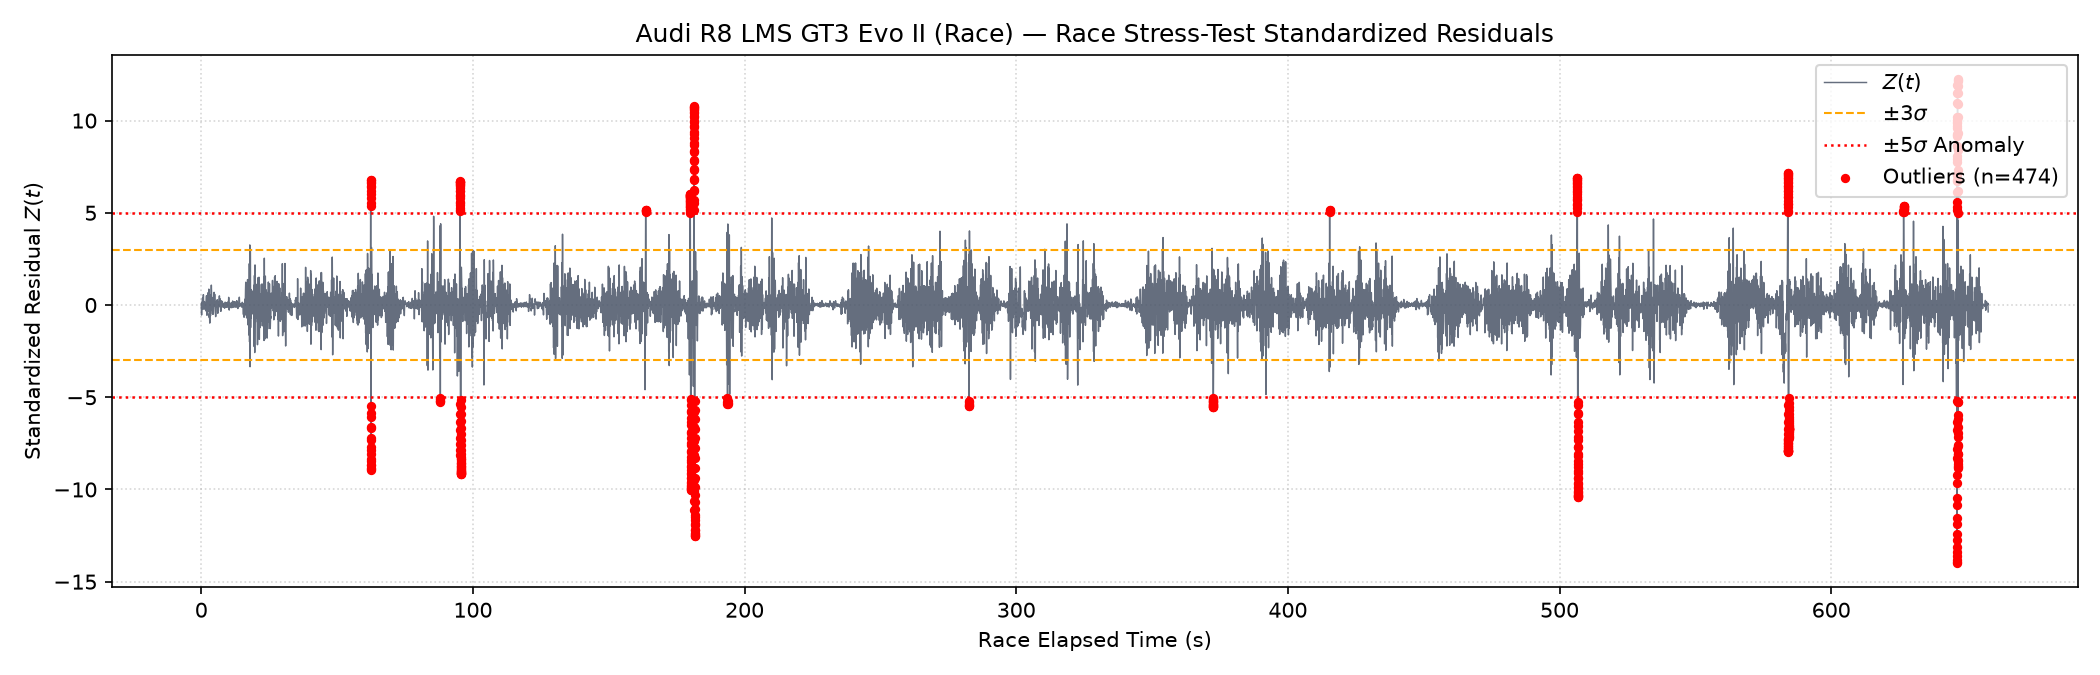 Audi R8 LMS GT3 Evo II (Race) — Race Stress-Test Standardized Residuals
Z(t)
±3σ
±5σ Anomaly
Outliers (n=474)
Standardized Residual Z(t)
10
5
0
−5
−10
−15
0 100 200 300 400 500 600
Race Elapsed Time (s)